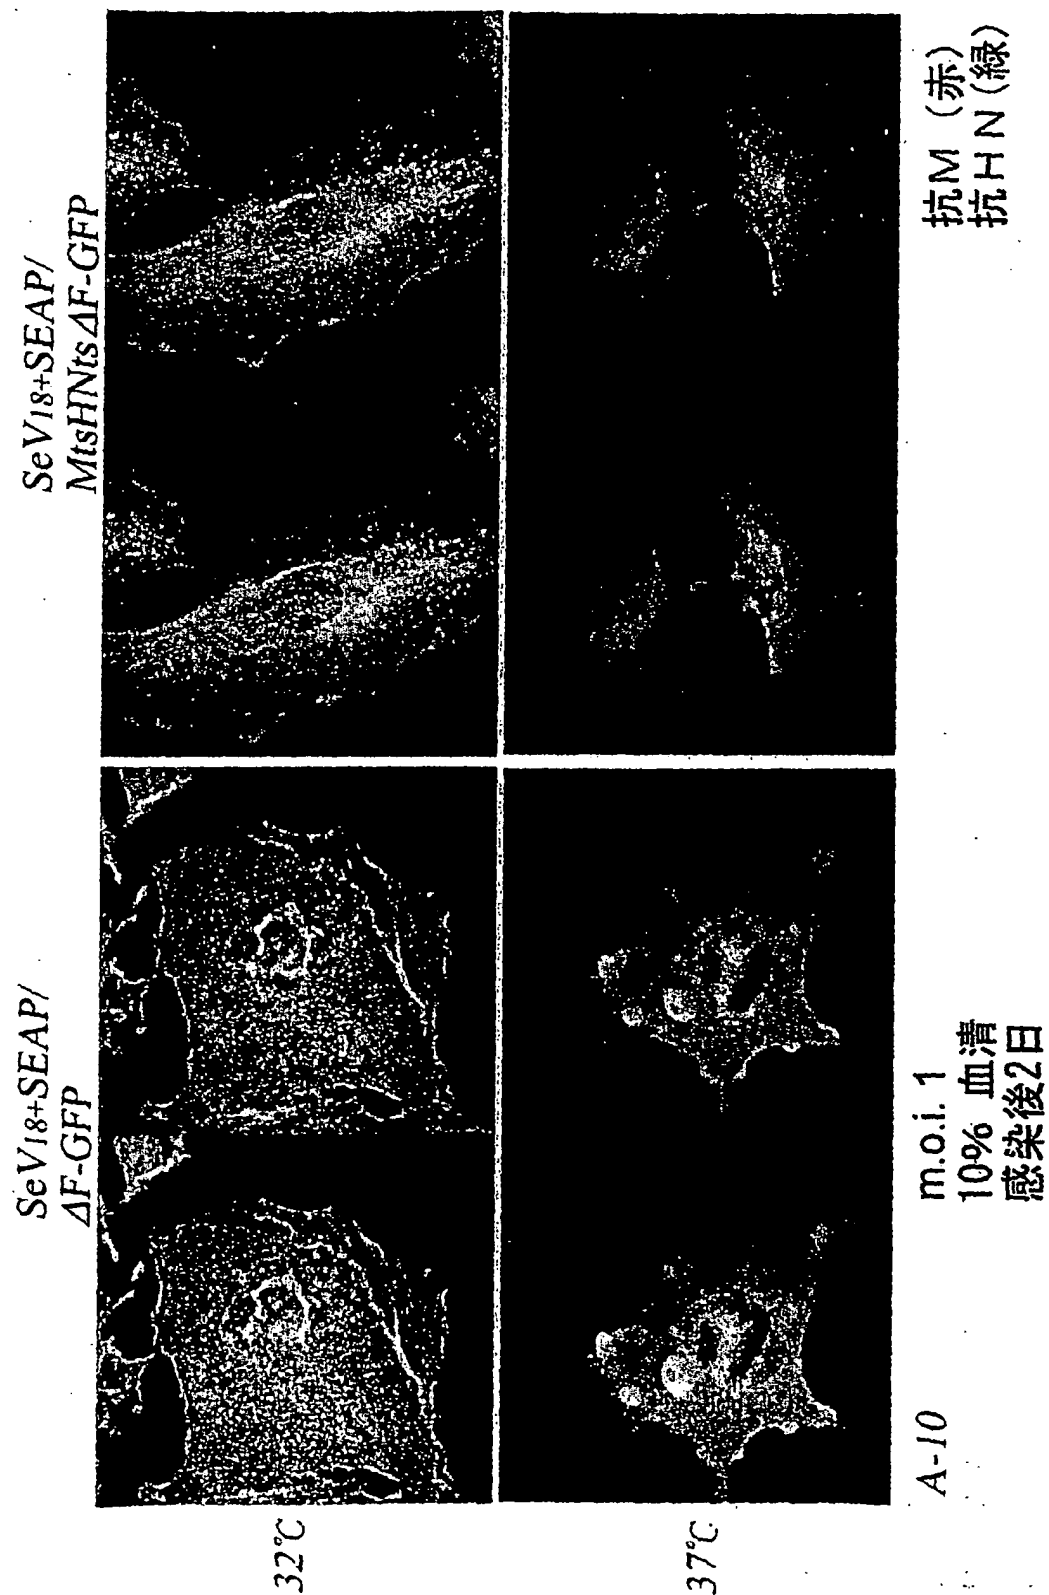 SeV18+SEAP/
ΔF-GFP
SeV18+SEAP/
MtsHNtsΔF-GFP
32℃
37℃
A-10
m.o.i. 1
10% 血清
感染後2日
抗M (赤)
抗HN (緑)